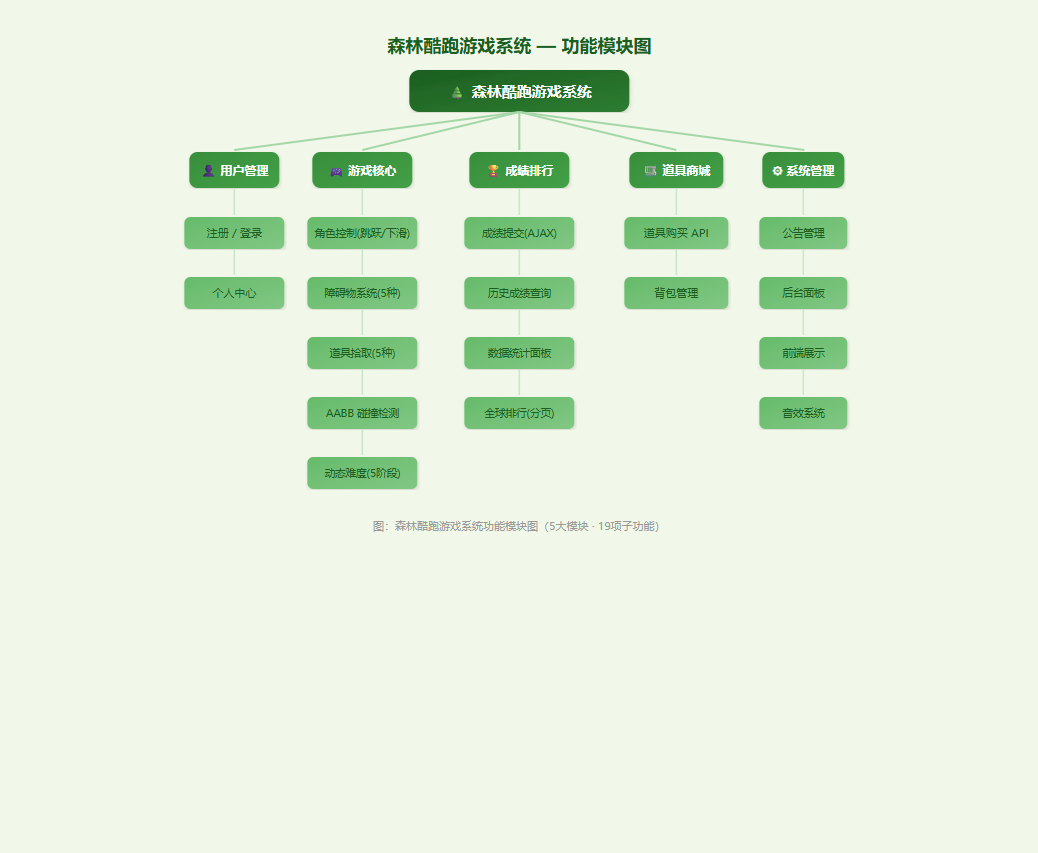 森林酷跑游戏系统 — 功能模块图
森林酷跑游戏系统
用户管理
游戏核心
成绩排行
道具商城
系统管理
注册 / 登录
角色控制(跳跃/下滑)
成绩提交(AJAX)
道具购买 API
公告管理
个人中心
障碍物系统(5种)
历史成绩查询
背包管理
后台面板
道具拾取(5种)
数据统计面板
前端展示
AABB 碰撞检测
全球排行(分页)
音效系统
动态难度(5阶段)
图：森林酷跑游戏系统功能模块图（5大模块 · 19项子功能）